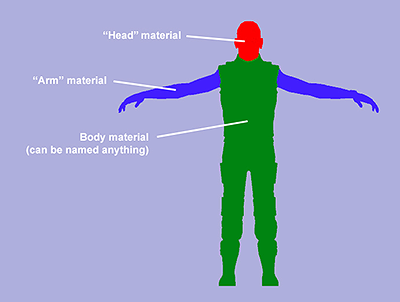 “Head” material
“Arm” material
Body material
(can be named anything)